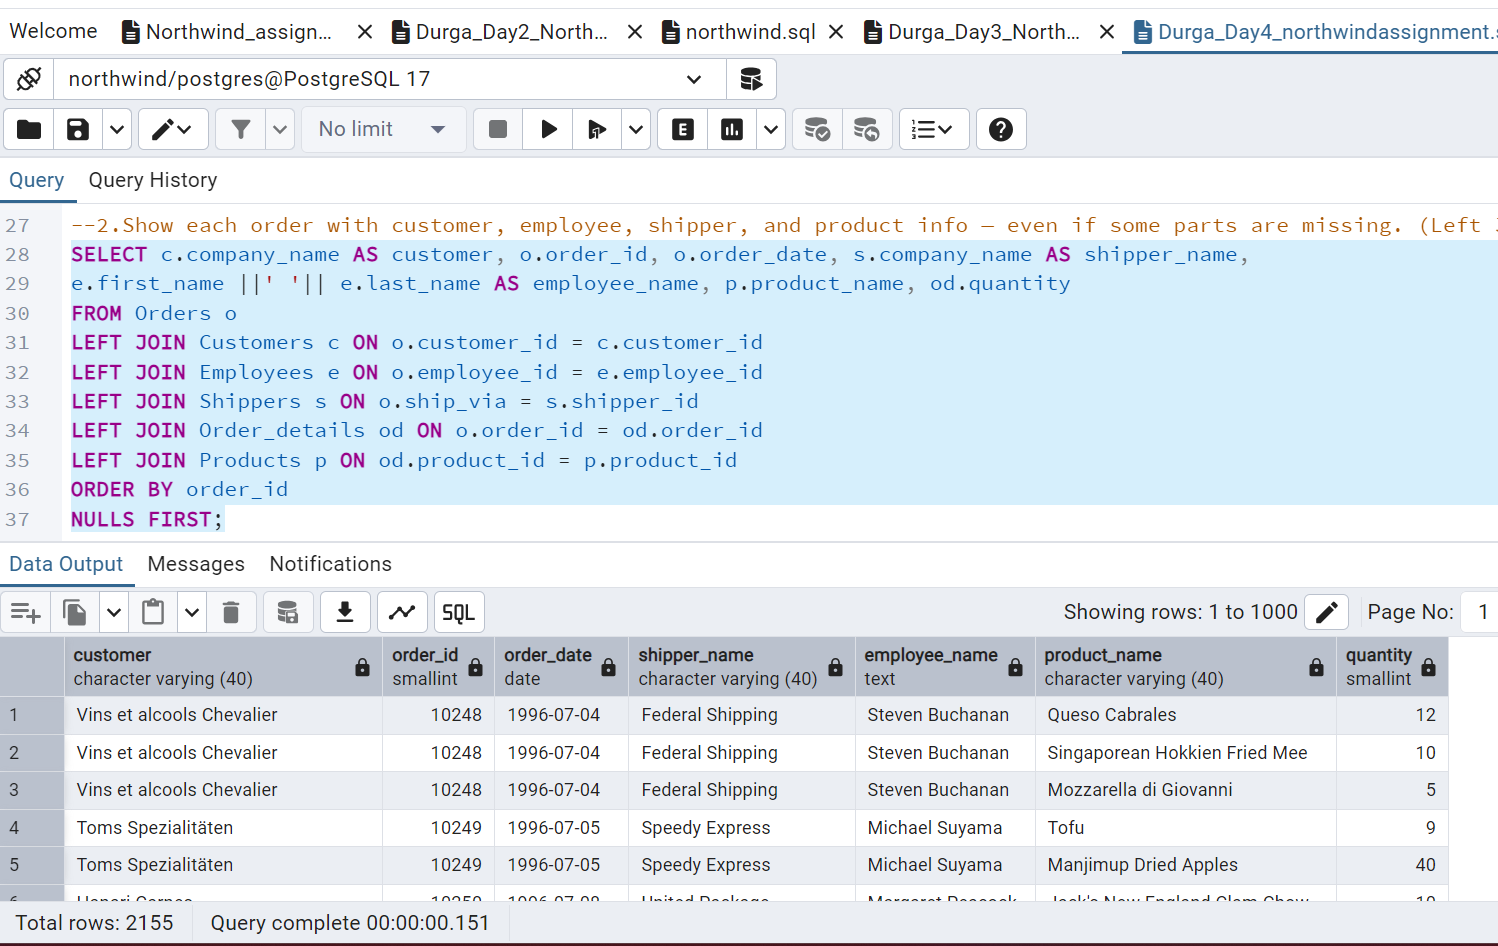 Welcome Northwind_assign... Durga_Day2_North... northwind.sql Durga_Day3_North... Durga_Day4_northwindassignment.s
northwind/postgres@PostgreSQL 17
No limit E
Query Query History
27 --2.Show each order with customer, employee, shipper, and product info – even if some parts are missing. (Left
28 SELECT c.company_name AS customer, o.order_id, o.order_date, s.company_name AS shipper_name,
29 e.first_name ||' '|| e.last_name AS employee_name, p.product_name, od.quantity
30 FROM Orders o
31 LEFT JOIN Customers c ON o.customer_id = c.customer_id
32 LEFT JOIN Employees e ON o.employee_id = e.employee_id
33 LEFT JOIN Shippers s ON o.ship_via = s.shipper_id
34 LEFT JOIN Order_details od ON o.order_id = od.order_id
35 LEFT JOIN Products p ON od.product_id = p.product_id
36 ORDER BY order_id
37 NULLS FIRST;
Data Output Messages Notifications
SQL Showing rows: 1 to 1000 Page No: 1
customer order_id order_date shipper_name employee_name product_name quantity
character varying (40) smallint date character varying (40) text character varying (40) smallint
1 Vins et alcools Chevalier 10248 1996-07-04 Federal Shipping Steven Buchanan Queso Cabrales 12
2 Vins et alcools Chevalier 10248 1996-07-04 Federal Shipping Steven Buchanan Singaporean Hokkien Fried Mee 10
3 Vins et alcools Chevalier 10248 1996-07-04 Federal Shipping Steven Buchanan Mozzarella di Giovanni 5
4 Toms Spezialitäten 10249 1996-07-05 Speedy Express Michael Suyama Tofu 9
5 Toms Spezialitäten 10249 1996-07-05 Speedy Express Michael Suyama Manjimup Dried Apples 40
Total rows: 2155 Query complete 00:00:00.151